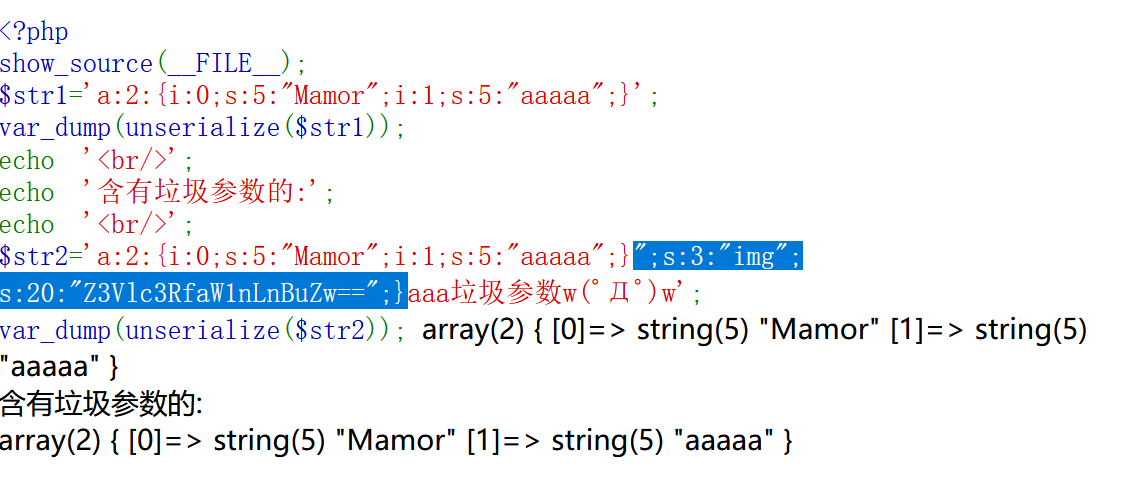 <?php
show_source(__FILE__);
$str1='a:2:{i:0;s:5:"Mamor";i:1;s:5:"aaaaa";}';
var_dump(unserialize($str1));
echo '<br/>';
echo '含有垃圾参数的:';
echo '<br/>';
$str2='a:2:{i:0;s:5:"Mamor";i:1;s:5:"aaaaa";}";s:3:"img";
s:20:"Z3Vlc3RfaW1nLnBuZw==";}aaa垃圾参数w(ﾟДﾟ)w';
var_dump(unserialize($str2)); array(2) { [0]=> string(5) "Mamor" [1]=> string(5)
"aaaaa" }
含有垃圾参数的:
array(2) { [0]=> string(5) "Mamor" [1]=> string(5) "aaaaa" }